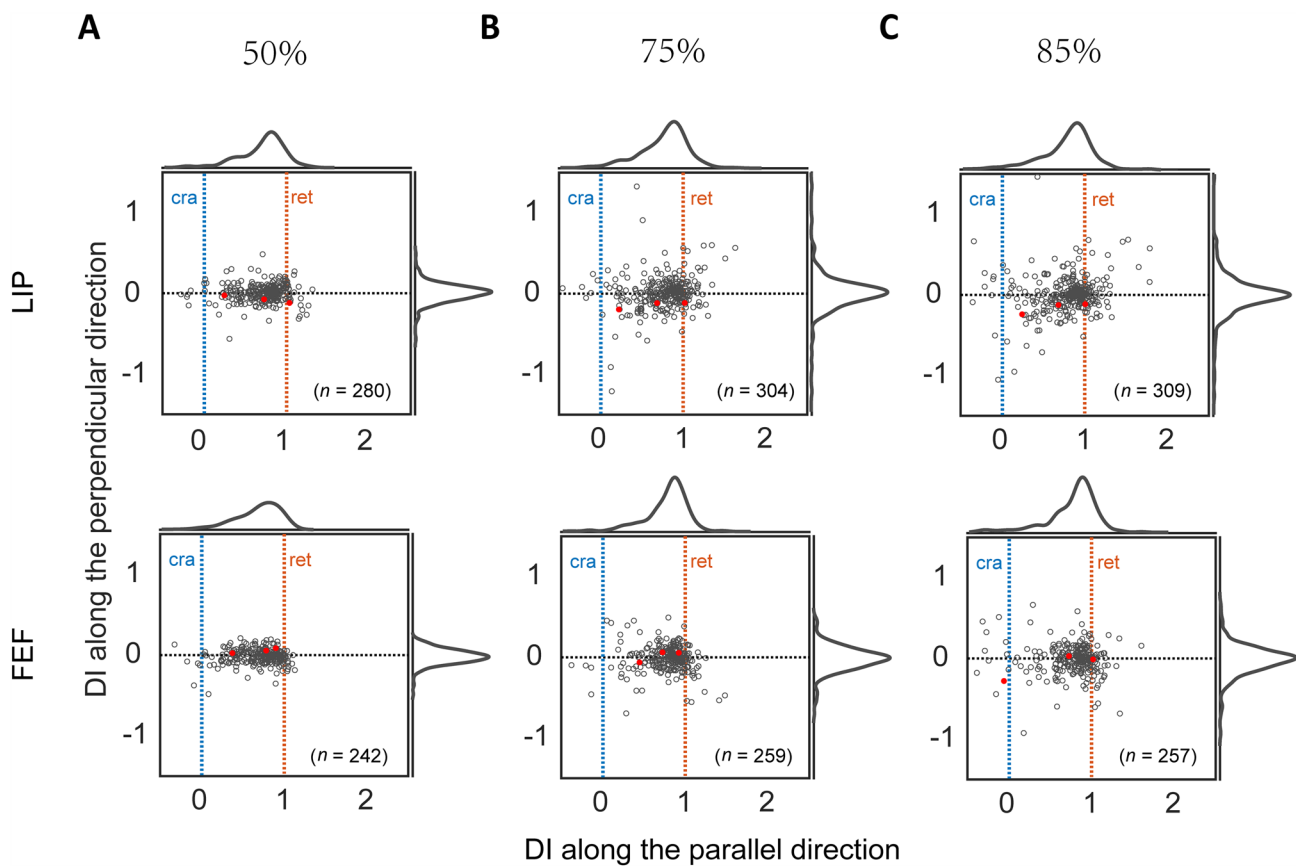 A
B
C
50%
75%
85%
LIP
FEF
DI along the perpendicular direction
cra
ret
1
0
-1
(n = 280)
0 1 2
cra
ret
1
0
-1
(n = 304)
0 1 2
cra
ret
1
0
-1
(n = 309)
0 1 2
cra
ret
1
0
-1
(n = 242)
0 1 2
cra
ret
1
0
-1
(n = 259)
0 1 2
cra
ret
1
0
-1
(n = 257)
0 1 2
DI along the parallel direction